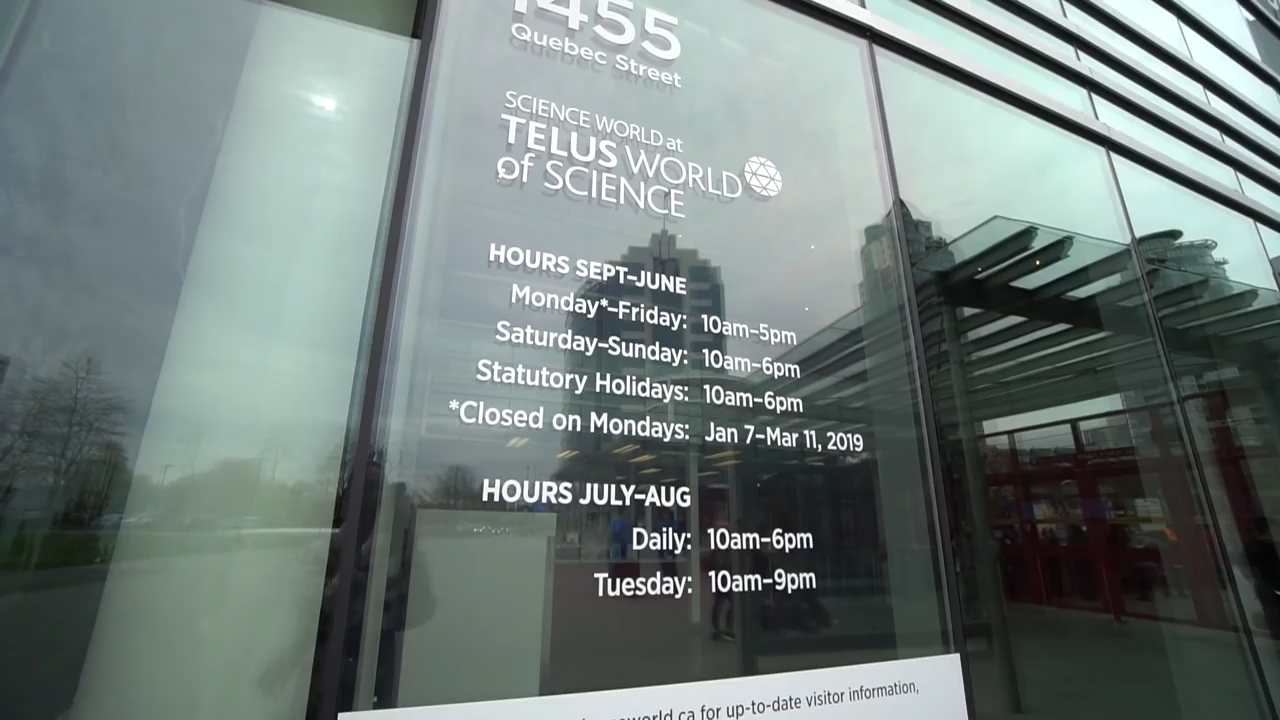 1455
Quebec Street
SCIENCE WORLD at
TELUS WORLD
of SCIENCE
HOURS SEPT–JUNE
Monday*–Friday: 10am–5pm
Saturday–Sunday: 10am–6pm
Statutory Holidays: 10am–6pm
*Closed on Mondays: Jan 7–Mar 11, 2019
HOURS JULY–AUG
Daily: 10am–6pm
Tuesday: 10am–9pm
for up-to-date visitor information,